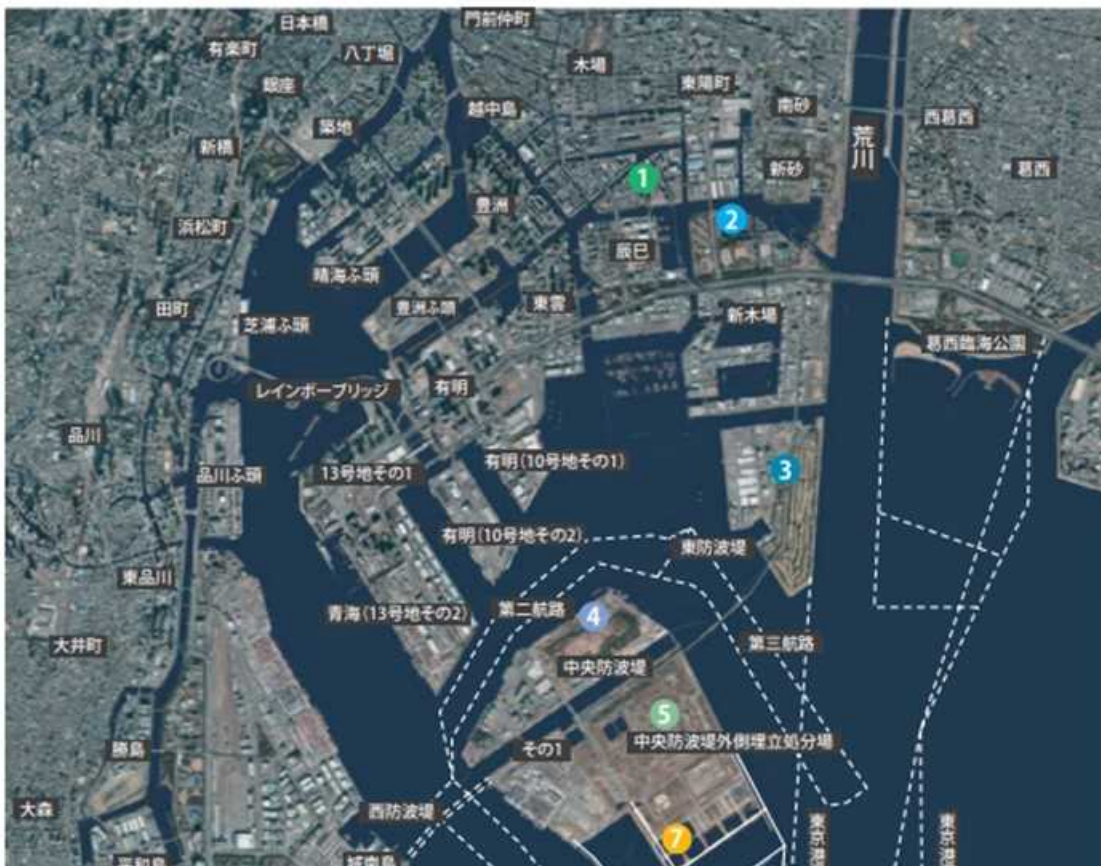 日本橋
門前仲町
有楽町
八丁堀
木場
銀座
東陽町
越中島
南砂
築地
西葛西
新橋
荒川
葛西
新砂
1
豊洲
2
浜松町
辰巳
晴海ふ頭
田町
豊洲ふ頭
東雲
新木場
芝浦ふ頭
葛西臨海公園
レインボーブリッジ
有明
品川
品川ふ頭
13号地その1
有明(10号地その1)
3
有明(10号地その2)
東防波堤
東品川
青海(13号地その2)
第二航路
4
大井町
第三航路
中央防波堤
5
その1
中央防波堤外側埋立処分場
勝島
大森
西防波堤
7
東京港
東京港
平和島
城南島